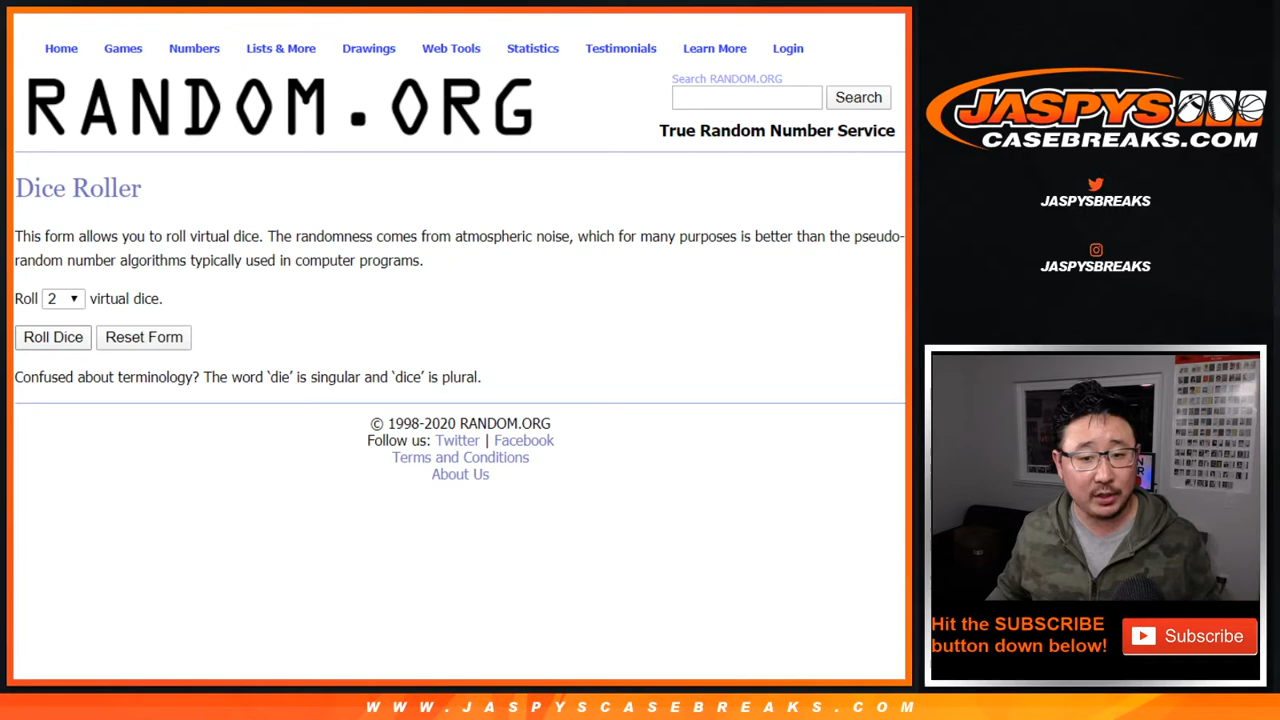 Home Games Numbers Lists & More Drawings Web Tools Statistics Testimonials Learn More Login
RANDOM.ORG
Search RANDOM.ORG
Search
True Random Number Service
Dice Roller
This form allows you to roll virtual dice. The randomness comes from atmospheric noise, which for many purposes is better than the pseudo-
random number algorithms typically used in computer programs.
Roll 2 virtual dice.
Roll Dice Reset Form
Confused about terminology? The word ‘die’ is singular and ‘dice’ is plural.
© 1998-2020 RANDOM.ORG
Follow us: Twitter | Facebook
Terms and Conditions
About Us
JASPYS
CASEBREAKS.COM
JASPYSBREAKS
JASPYSBREAKS
Hit the SUBSCRIBE
button down below!
Subscribe
WWW.JASPYSCASEBREAKS.COM